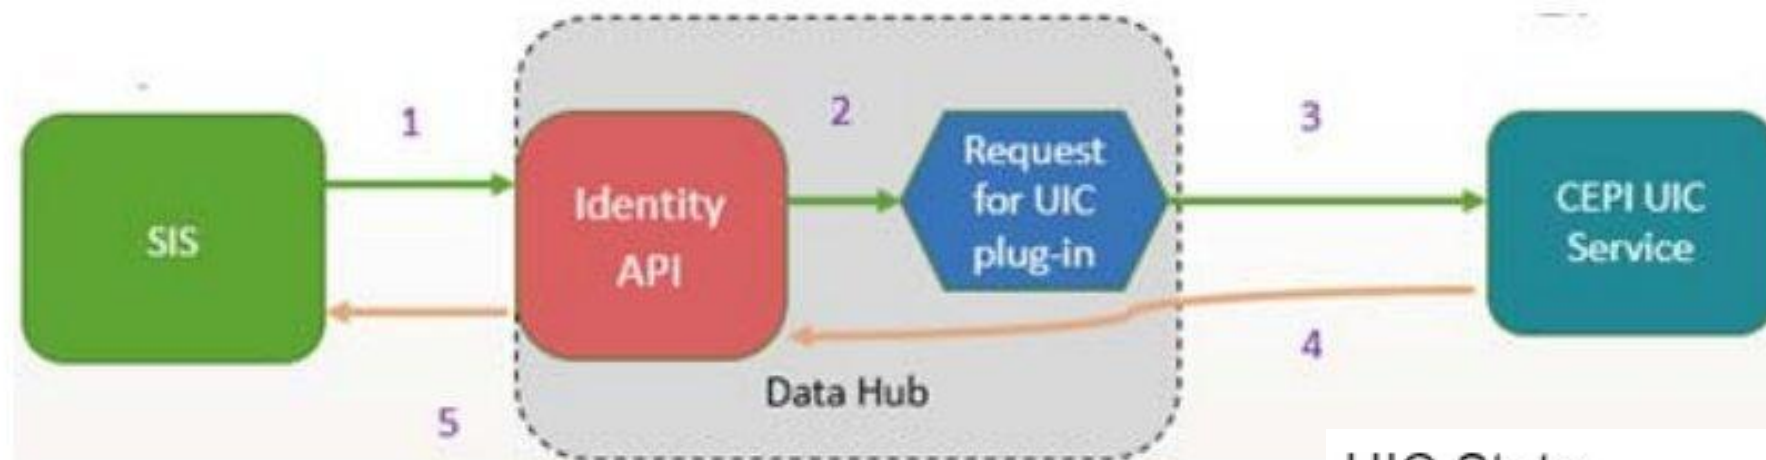 1
2
3
SIS
Identity
API
Request
for UIC
plug-in
CEPI UIC
Service
4
Data Hub
5